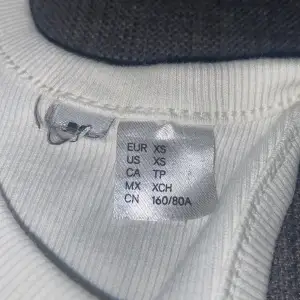 EUR XS
US XS
CA TP
MX XCH
CN 160/80A